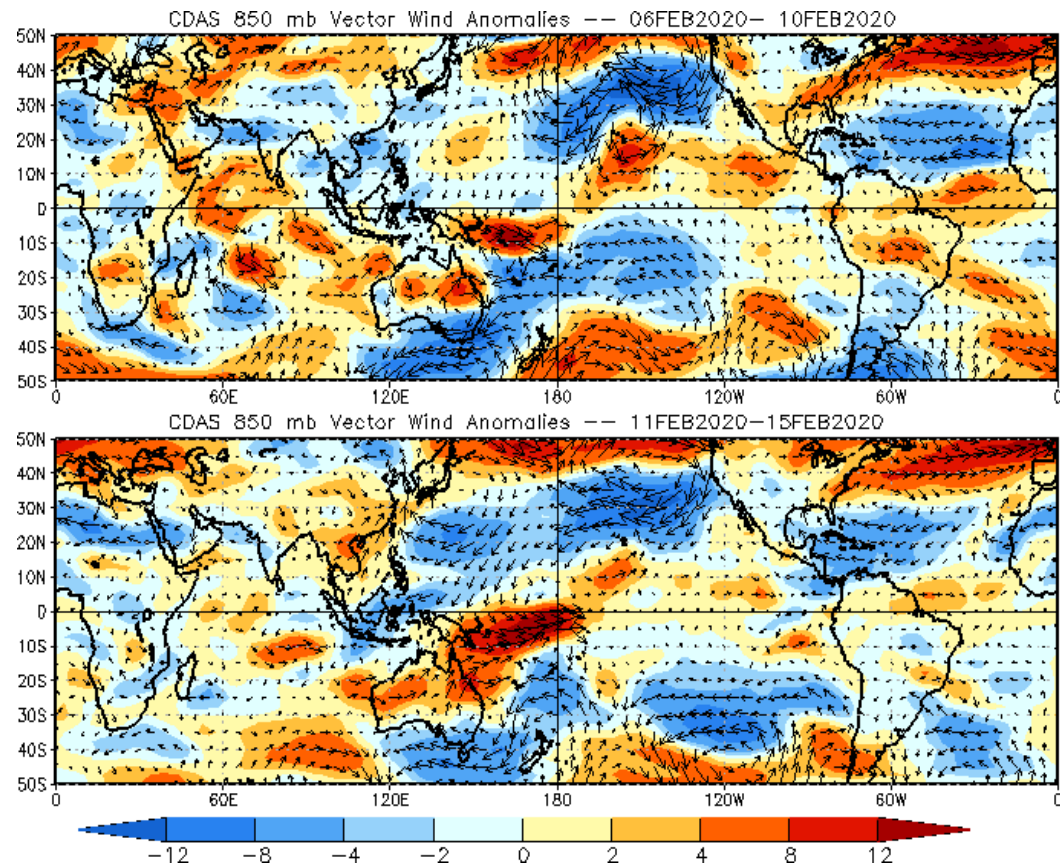 CDAS 850 mb Vector Wind Anomalies -- 06FEB2020- 10FEB2020
50N
40N
30N
20N
10N
0
10S
20S
30S
40S
50S
0 60E 120E 180 120W 60W 0
CDAS 850 mb Vector Wind Anomalies -- 11FEB2020-15FEB2020
50N
40N
30N
20N
10N
0
10S
20S
30S
40S
50S
0 60E 120E 180 120W 60W 0
-12 -8 -4 -2 0 2 4 8 12